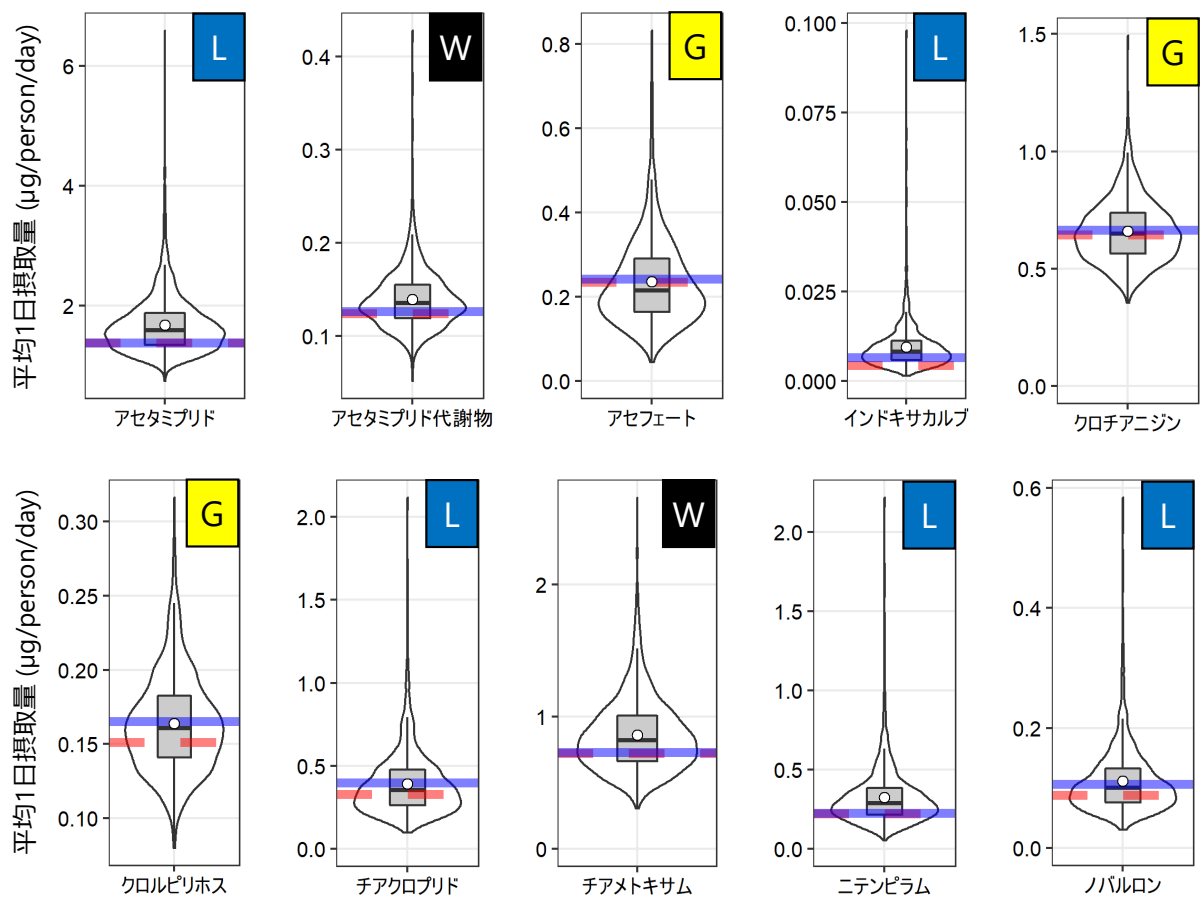 平均1日摂取量 (μg/person/day)
6
4
2
L
アセタミプリド
0.4
0.3
0.2
0.1
W
アセタミプリド代謝物
0.8
0.6
0.4
0.2
0.0
G
アセフェート
0.100
0.075
0.050
0.025
0.000
L
インドキサカルブ
1.5
1.0
0.5
0.0
G
クロチアニジン
平均1日摂取量 (μg/person/day)
0.30
0.25
0.20
0.15
0.10
G
クロルピリホス
2.0
1.5
1.0
0.5
0.0
L
チアクロプリド
2
1
0
W
チアメトキサム
2.0
1.5
1.0
0.5
0.0
L
ニテンピラム
0.6
0.4
0.2
0.0
L
ノバルロン